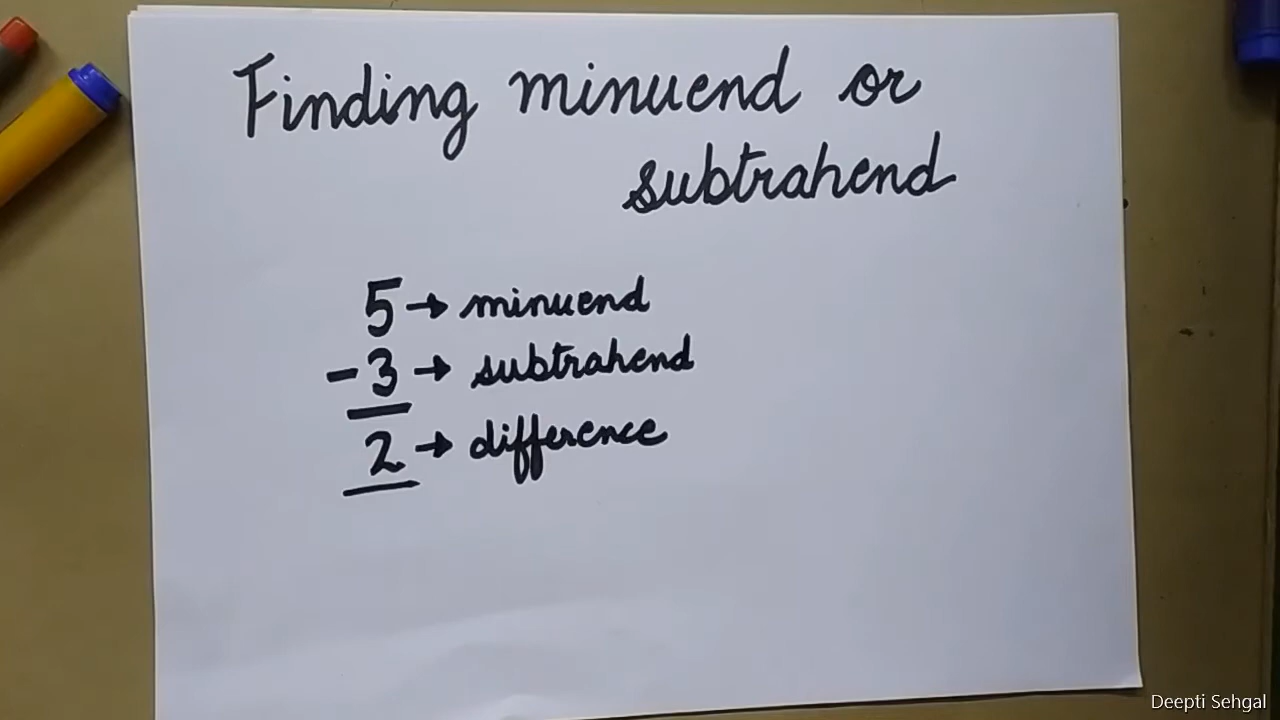 Finding minuend or
subtrahend
5 → minuend
- 3 → subtrahend
2 → difference
Deepti Sehgal